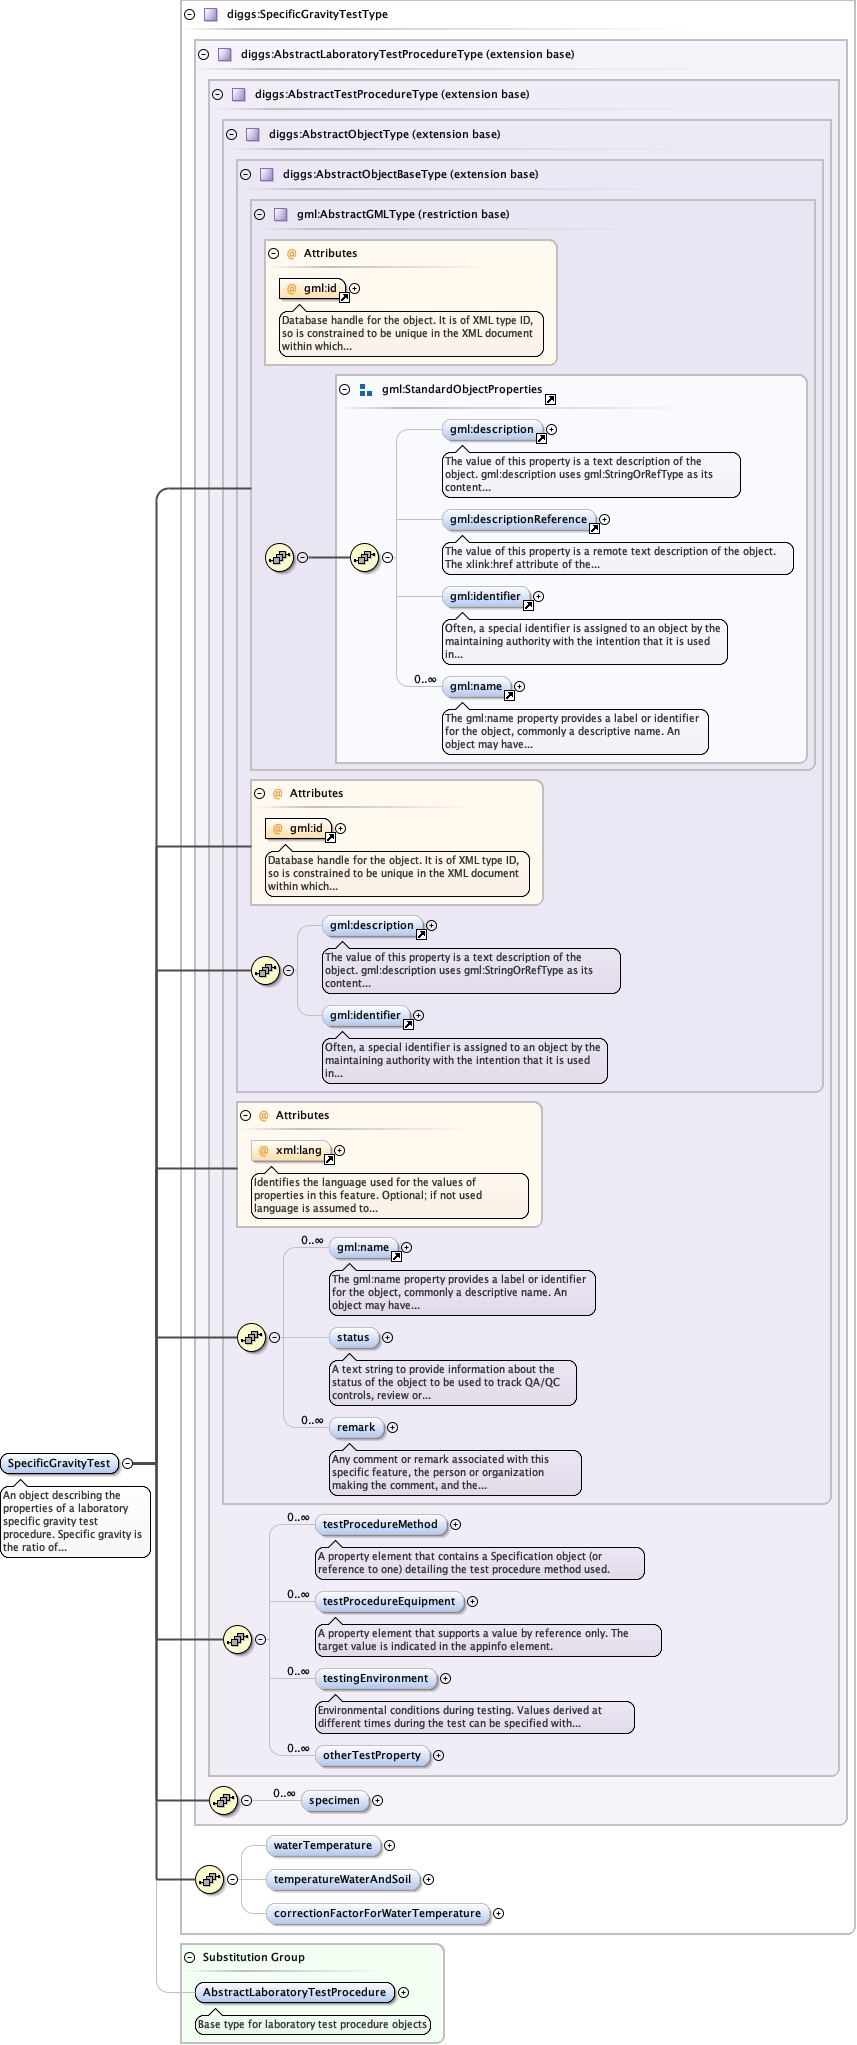 diggs:SpecificGravityTestType
diggs:AbstractLaboratoryTestProcedureType (extension base)
diggs:AbstractTestProcedureType (extension base)
diggs:AbstractObjectType (extension base)
diggs:AbstractObjectBaseType (extension base)
gml:AbstractGMLType (restriction base)
@ Attributes
@ gml:id
Database handle for the object. It is of XML type ID,
so is constrained to be unique in the XML document
within which...
gml:StandardObjectProperties
gml:description
The value of this property is a text description of the
object. gml:description uses gml:StringOrRefType as its
content...
gml:descriptionReference
The value of this property is a remote text description of the object.
The xlink:href attribute of the...
gml:identifier
Often, a special identifier is assigned to an object by the
maintaining authority with the intention that it is used
in...
0..∞
gml:name
The gml:name property provides a label or identifier
for the object, commonly a descriptive name. An
object may have...
@ Attributes
@ gml:id
Database handle for the object. It is of XML type ID,
so is constrained to be unique in the XML document
within which...
gml:description
The value of this property is a text description of the
object. gml:description uses gml:StringOrRefType as its
content...
gml:identifier
Often, a special identifier is assigned to an object by the
maintaining authority with the intention that it is used
in...
@ Attributes
@ xml:lang
Identifies the language used for the values of
properties in this feature. Optional; if not used
language is assumed to...
0..∞
gml:name
The gml:name property provides a label or identifier
for the object, commonly a descriptive name. An
object may have...
status
A text string to provide information about the
status of the object to be used to track QA/QC
controls, review or...
0..∞
remark
Any comment or remark associated with this
specific feature, the person or organization
making the comment, and the...
SpecificGravityTest
An object describing the
properties of a laboratory
specific gravity test
procedure. Specific gravity is
the ratio of...
0..∞
testProcedureMethod
A property element that contains a Specification object (or
reference to one) detailing the test procedure method used.
0..∞
testProcedureEquipment
A property element that supports a value by reference only. The
target value is indicated in the appinfo element.
0..∞
testingEnvironment
Environmental conditions during testing. Values derived at
different times during the test can be specified with...
0..∞
otherTestProperty
0..∞
specimen
waterTemperature
temperatureWaterAndSoil
correctionFactorForWaterTemperature
Substitution Group
AbstractLaboratoryTestProcedure
Base type for laboratory test procedure objects